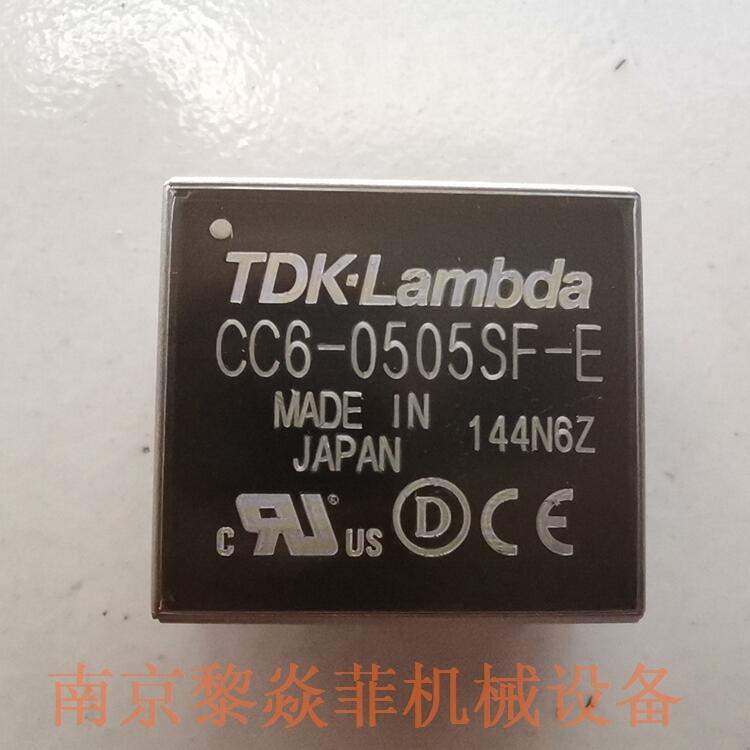 TDK·Lambda
CC6-0505SF-E
MADE IN JAPAN
144N6Z
C RU® US D CE
南京黎焱菲机械设备